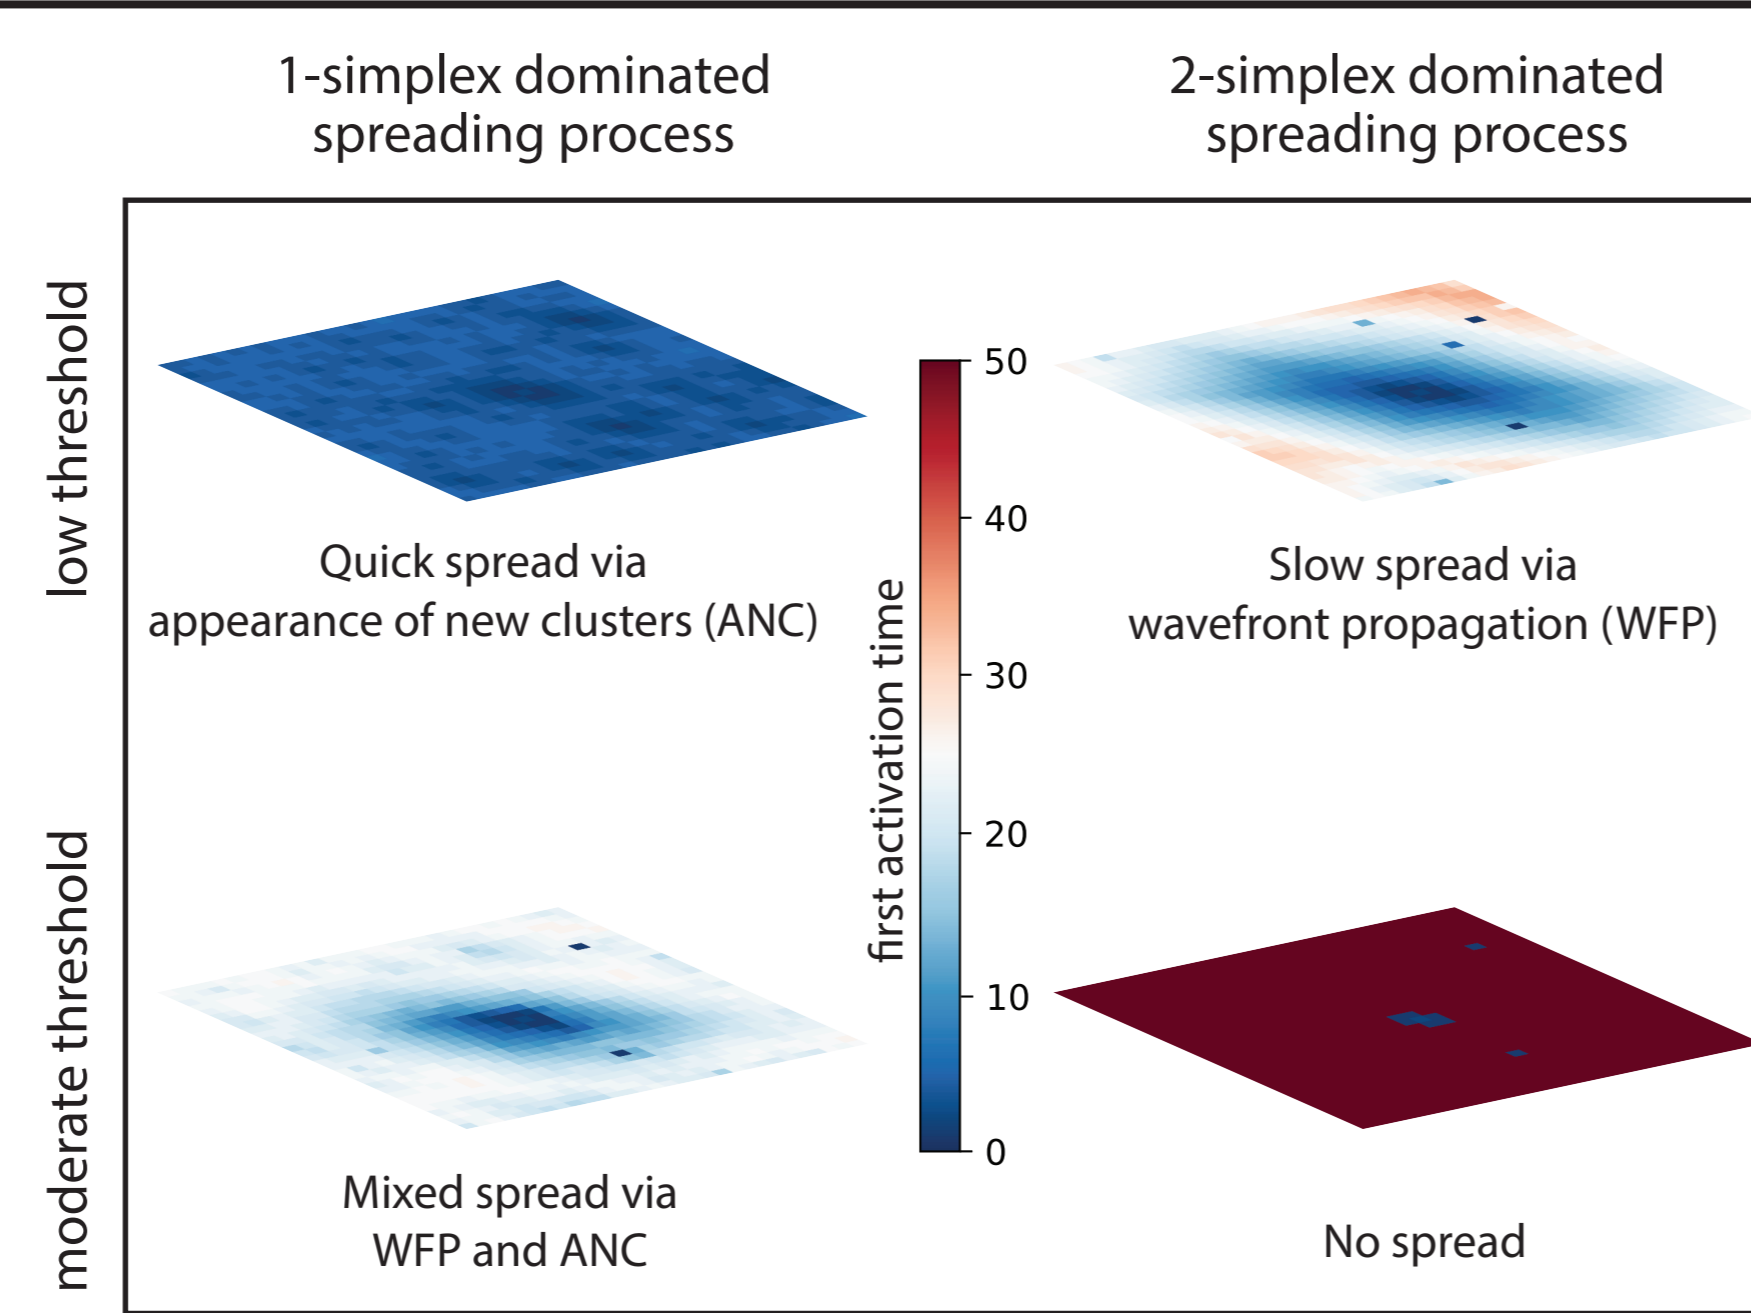 1-simplex dominated
spreading process
2-simplex dominated
spreading process
low threshold
Quick spread via
appearance of new clusters (ANC)
Slow spread via
wavefront propagation (WFP)
first activation time
50
40
30
20
10
0
moderate threshold
Mixed spread via
WFP and ANC
No spread